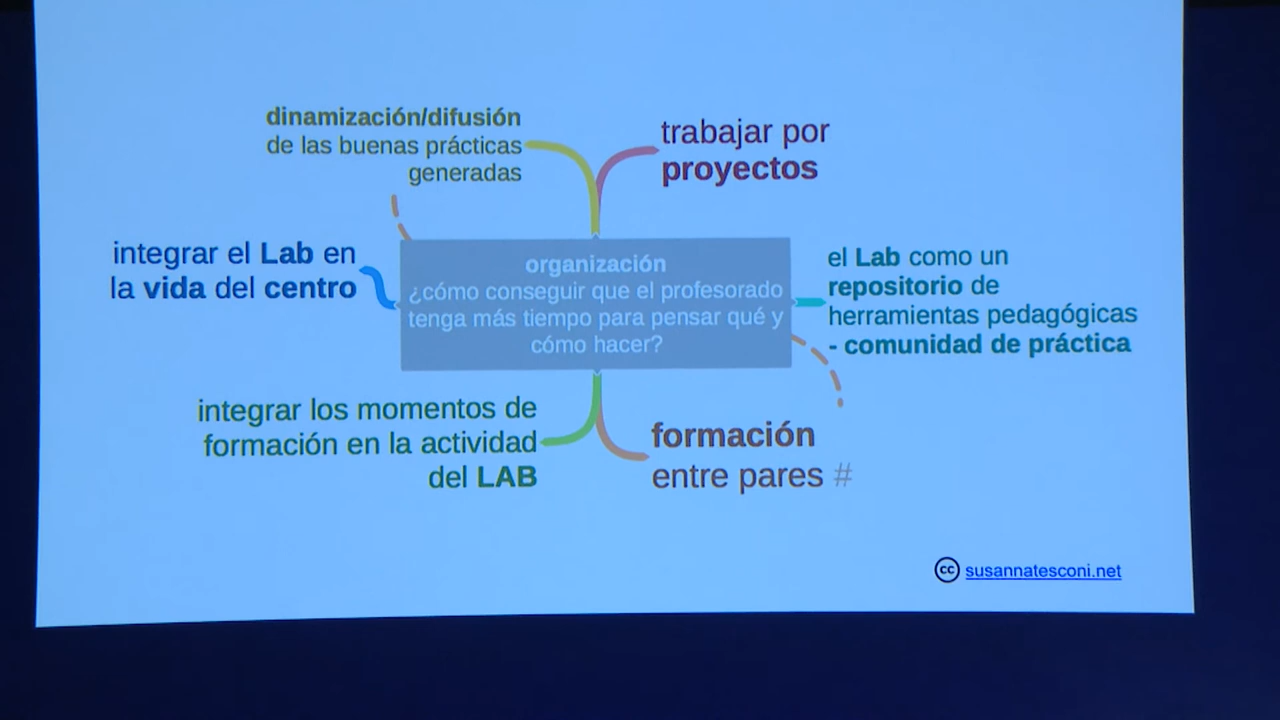 dinamización/difusión
de las buenas prácticas
generadas
trabajar por
proyectos
integrar el Lab en
la vida del centro
organización
¿cómo conseguir que el profesorado
tenga más tiempo para pensar qué y
cómo hacer?
el Lab como un
repositorio de
herramientas pedagógicas
- comunidad de práctica
integrar los momentos de
formación en la actividad
del LAB
formación
entre pares #
cc susannatesconi.net